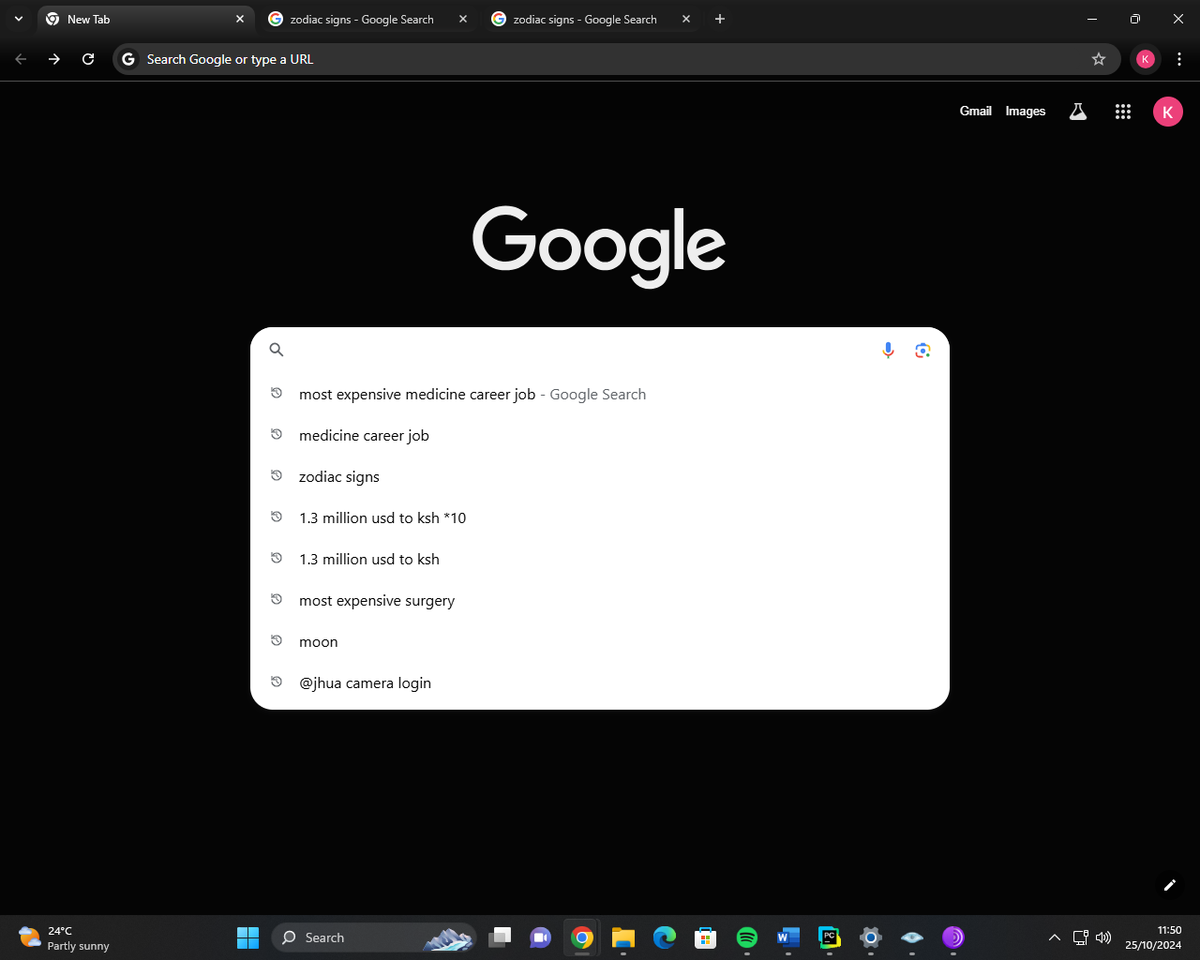 New Tab
zodiac signs - Google Search
zodiac signs - Google Search
G Search Google or type a URL
K
Gmail Images
K
Google
most expensive medicine career job - Google Search
medicine career job
zodiac signs
1.3 million usd to ksh *10
1.3 million usd to ksh
most expensive surgery
moon
@jhua camera login
24°C
Partly sunny
Search
W
PC
11:50
25/10/2024